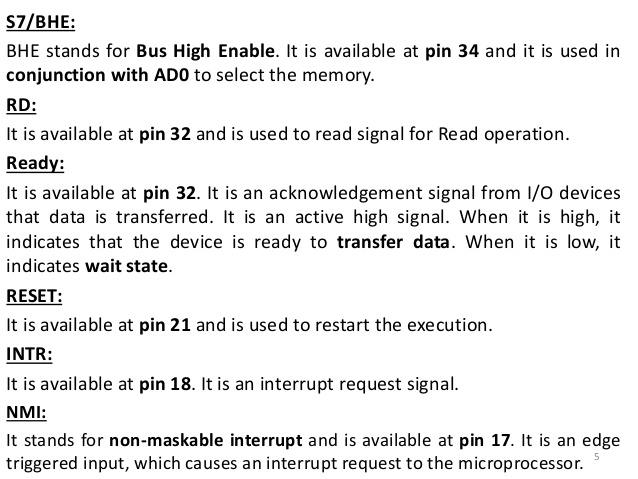 S7/BHE:
BHE stands for Bus High Enable. It is available at pin 34 and it is used in
conjunction with AD0 to select the memory.
RD:
It is available at pin 32 and is used to read signal for Read operation.
Ready:
It is available at pin 32. It is an acknowledgement signal from I/O devices
that data is transferred. It is an active high signal. When it is high, it
indicates that the device is ready to transfer data. When it is low, it
indicates wait state.
RESET:
It is available at pin 21 and is used to restart the execution.
INTR:
It is available at pin 18. It is an interrupt request signal.
NMI:
It stands for non-maskable interrupt and is available at pin 17. It is an edge
triggered input, which causes an interrupt request to the microprocessor. 5